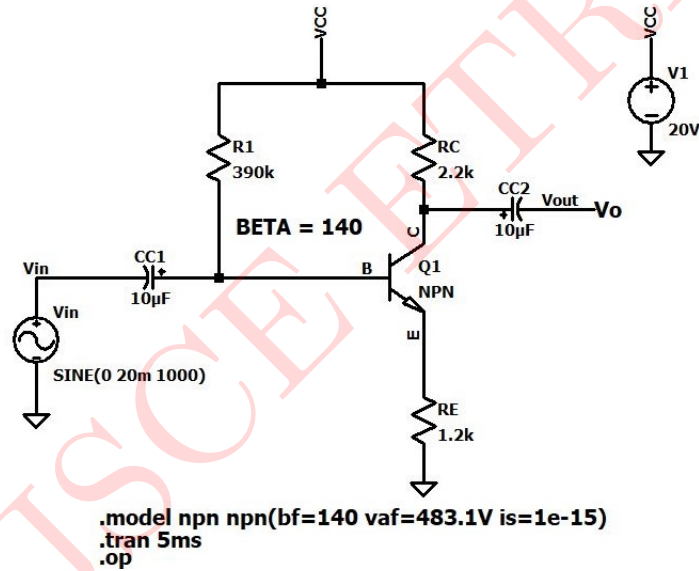 VCC
VCC
V1
20V
R1
390k
RC
2.2k
CC2
Vout
Vo
10µF
BETA = 140
C
Q1
B
NPN
E
Vin
CC1
10µF
Vin
SINE(0 20m 1000)
RE
1.2k
.model npn npn(bf=140 vaf=483.1V is=1e-15)
.tran 5ms
.op
JSCE ETR